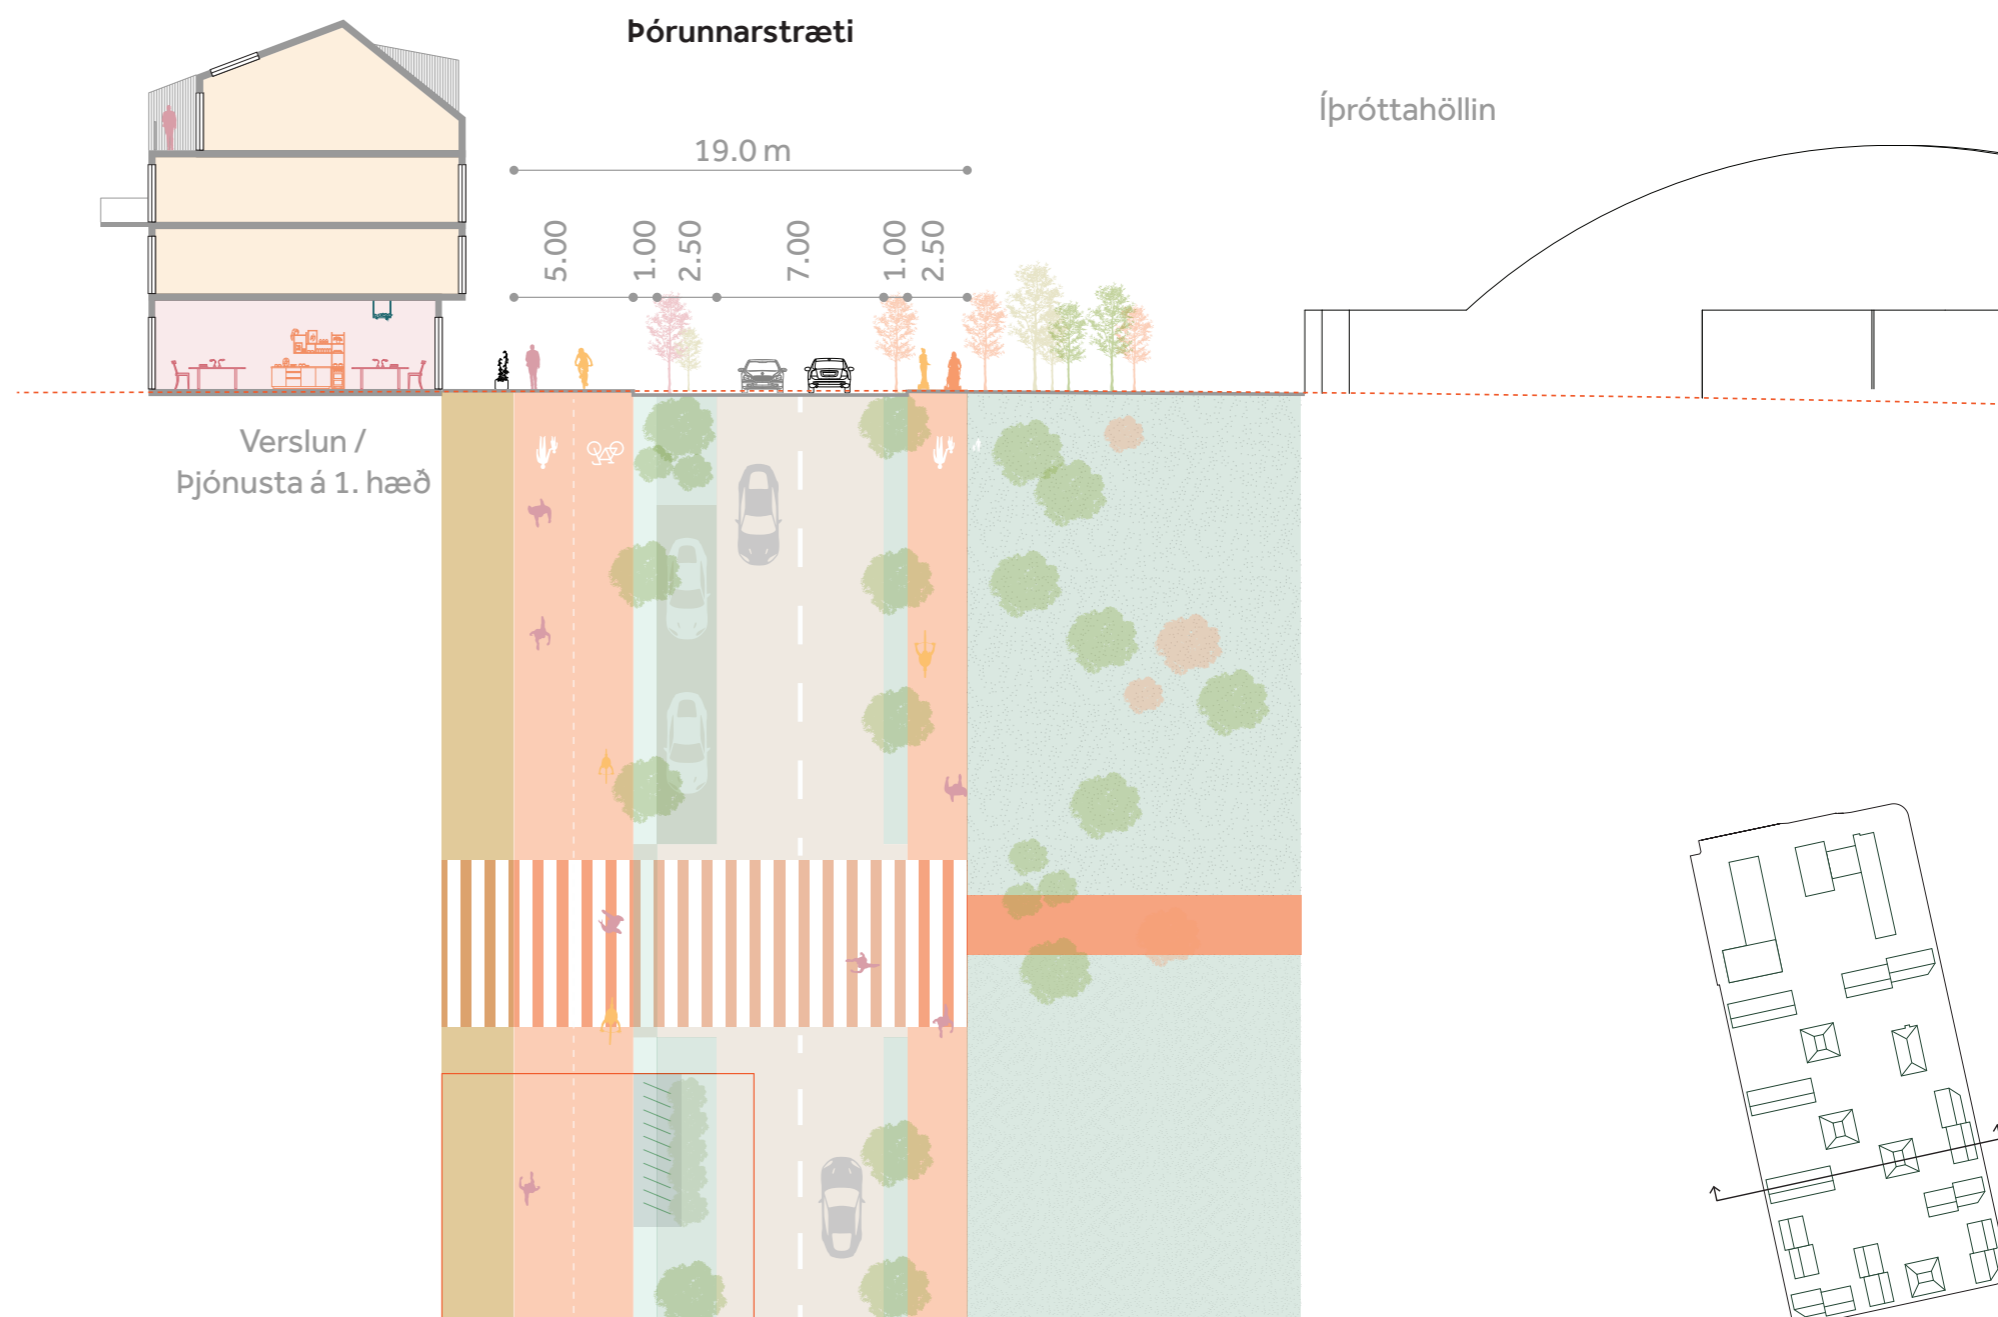 Þórunnarstræti
Íþróttahöllin
19.0 m
5.00
1.00
2.50
7.00
1.00
2.50
Verslun /
Þjónusta á 1. hæð